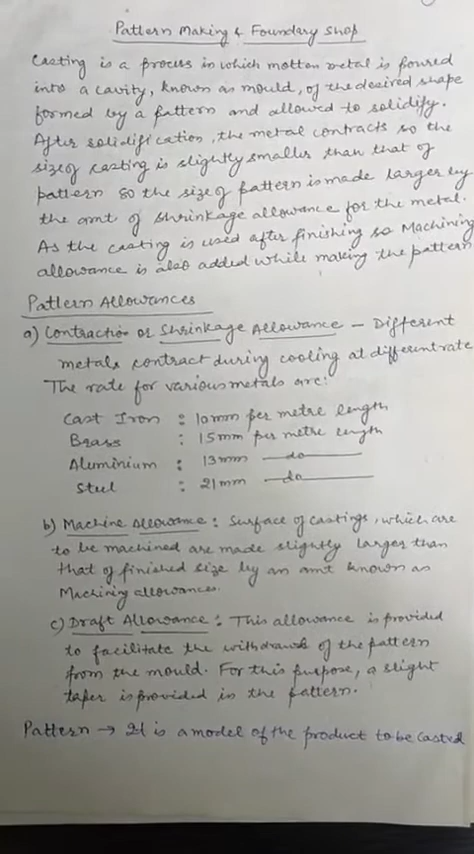 Pattern Making & Foundary Shop
Casting is a process in which motten metal is poured
into a cavity, known as mould, of the desired shape
formed by a pattern and allowed to solidify.
After solidification, the metal contracts so the
size of casting is slightly smaller than that of
pattern so the size of pattern is made larger by
the amt of shrinkage allowance for the metal.
As the casting is used after finishing so Machining
allowance is also added while making the pattern
Pattern Allowances
a) Contraction or Shrinkage Allowance - Different
metals contract during cooling at different rate
The rate for various metals are:
Cast Iron : 10mm per metre length
Brass : 15mm per metre length
Aluminium : 13mm —do—
Steel : 21mm —do—
b) Machine Allowance : Surface of castings, which are
to be machined are made slightly larger than
that of finished size by an amt known as
Machining allowances.
c) Draft Allowance : This allowance is provided
to facilitate the withdrawl of the pattern
from the mould. For this purpose, a slight
taper is provided in the pattern.
Pattern → It is a model of the product to be casted